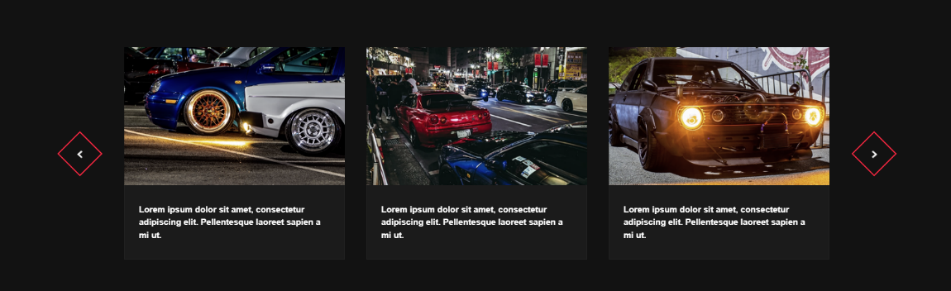 Lorem ipsum dolor sit amet, consectetur
adipiscing elit. Pellentesque laoreet sapien a
mi ut.
Lorem ipsum dolor sit amet, consectetur
adipiscing elit. Pellentesque laoreet sapien a
mi ut.
Lorem ipsum dolor sit amet, consectetur
adipiscing elit. Pellentesque laoreet sapien a
mi ut.